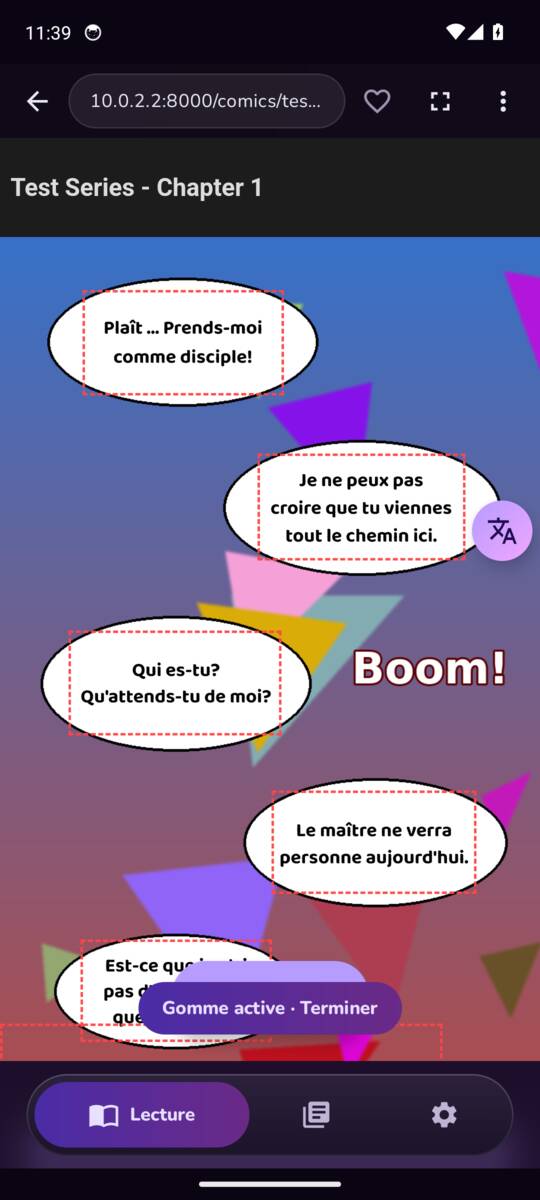 11:39
10.0.2.2:8000/comics/tes...
Test Series - Chapter 1
Plaît ... Prends-moi
comme disciple!
Je ne peux pas
croire que tu viennes
tout le chemin ici.
Qui es-tu?
Qu'attends-tu de moi?
Boom!
Le maître ne verra
personne aujourd'hui.
Est-ce que
pas
que
Gomme active · Terminer
Lecture